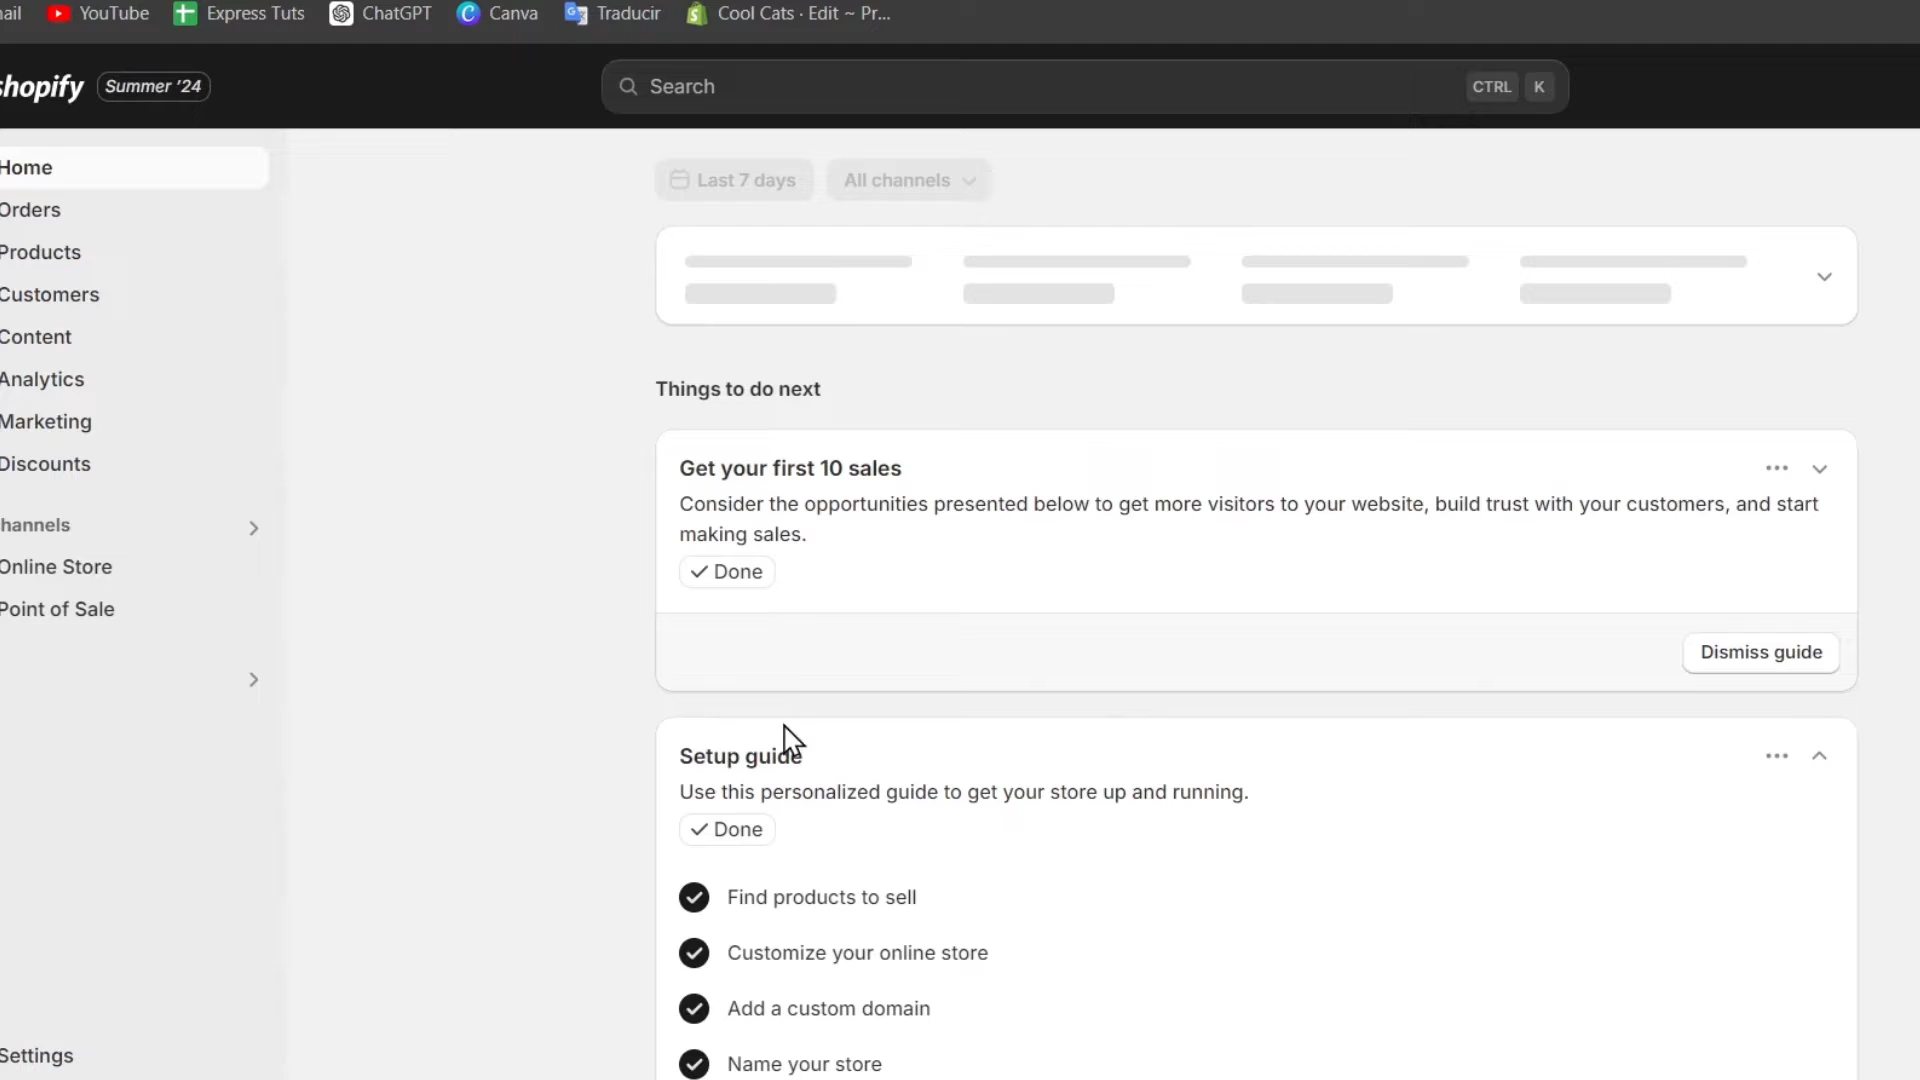 ail YouTube Express Tuts ChatGPT Canva Traducir Cool Cats · Edit ~ Pr...
shopify Summer '24 Search CTRL K
Home
Orders
Products
Customers
Content
Analytics
Marketing
Discounts
hannels
Online Store
Point of Sale
Settings
Last 7 days All channels
Things to do next
Get your first 10 sales
Consider the opportunities presented below to get more visitors to your website, build trust with your customers, and start
making sales.
Done
Dismiss guide
Setup guide
Use this personalized guide to get your store up and running.
Done
Find products to sell
Customize your online store
Add a custom domain
Name your store